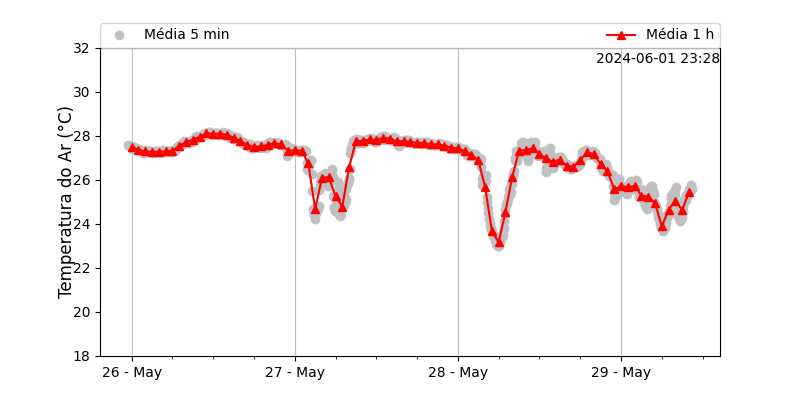 Média 5 min
Média 1 h
2024-06-01 23:28
Temperatura do Ar (°C)
32
30
28
26
24
22
20
18
26 - May
27 - May
28 - May
29 - May